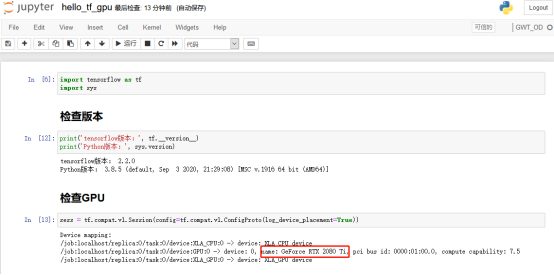 jupyter hello_tf_gpu 最后检查: 13 分钟前 (自动保存)
Logout
File Edit View Insert Cell Kernel Widgets Help
可信的
GWT_OD
运行
代码
In [6]: import tensorflow as tf
import sys
检查版本
In [12]: print('tensorflow版本：', tf.__version__)
print('Python版本：', sys.version)
tensorflow版本： 2.2.0
Python版本： 3.8.5 (default, Sep 3 2020, 21:29:08) [MSC v.1916 64 bit (AMD64)]
检查GPU
In [13]: sess = tf.compat.v1.Session(config=tf.compat.v1.ConfigProto(log_device_placement=True))
Device mapping:
/job:localhost/replica:0/task:0/device:XLA_CPU:0 -> device: XLA_CPU device
/job:localhost/replica:0/task:0/device:GPU:0 -> device: 0, name: GeForce RTX 2080 Ti, pci bus id: 0000:01:00.0, compute capability: 7.5
/job:localhost/replica:0/task:0/device:XLA_GPU:0 -> device: XLA_GPU device